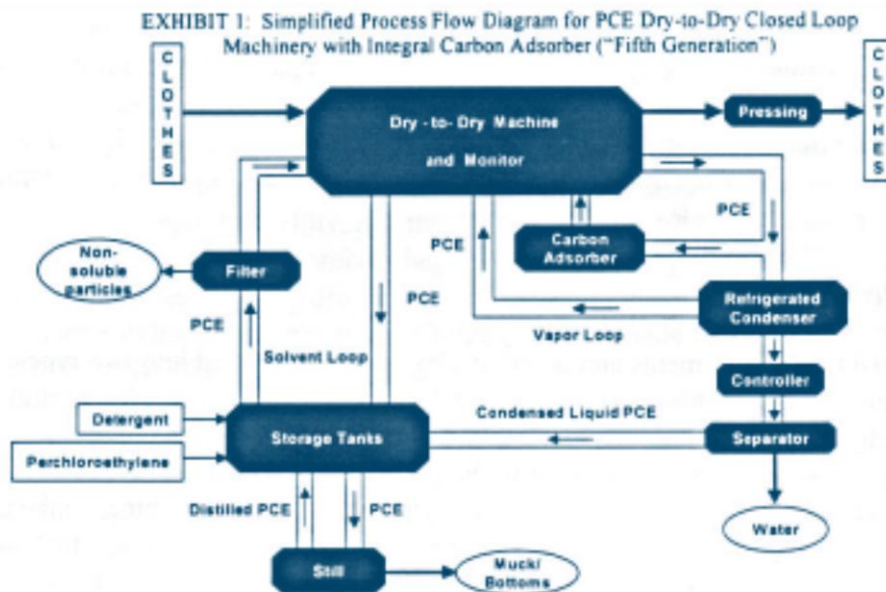 EXHIBIT 1: Simplified Process Flow Diagram for PCE Dry-to-Dry Closed Loop
Machinery with Integral Carbon Adsorber ("Fifth Generation")
CLOTHES
Dry-to-Dry Machine
and Monitor
Pressing
CLOTHES
PCE
PCE
Carbon
Adsorber
Non-
soluble
particles
Filter
PCE
PCE
Refrigerated
Condenser
Vapor Loop
Solvent Loop
Controller
Detergent
Condensed Liquid PCE
Storage Tanks
Separator
Perchloroethylene
Distilled PCE
PCE
Water
Still
Muck/
Bottoms